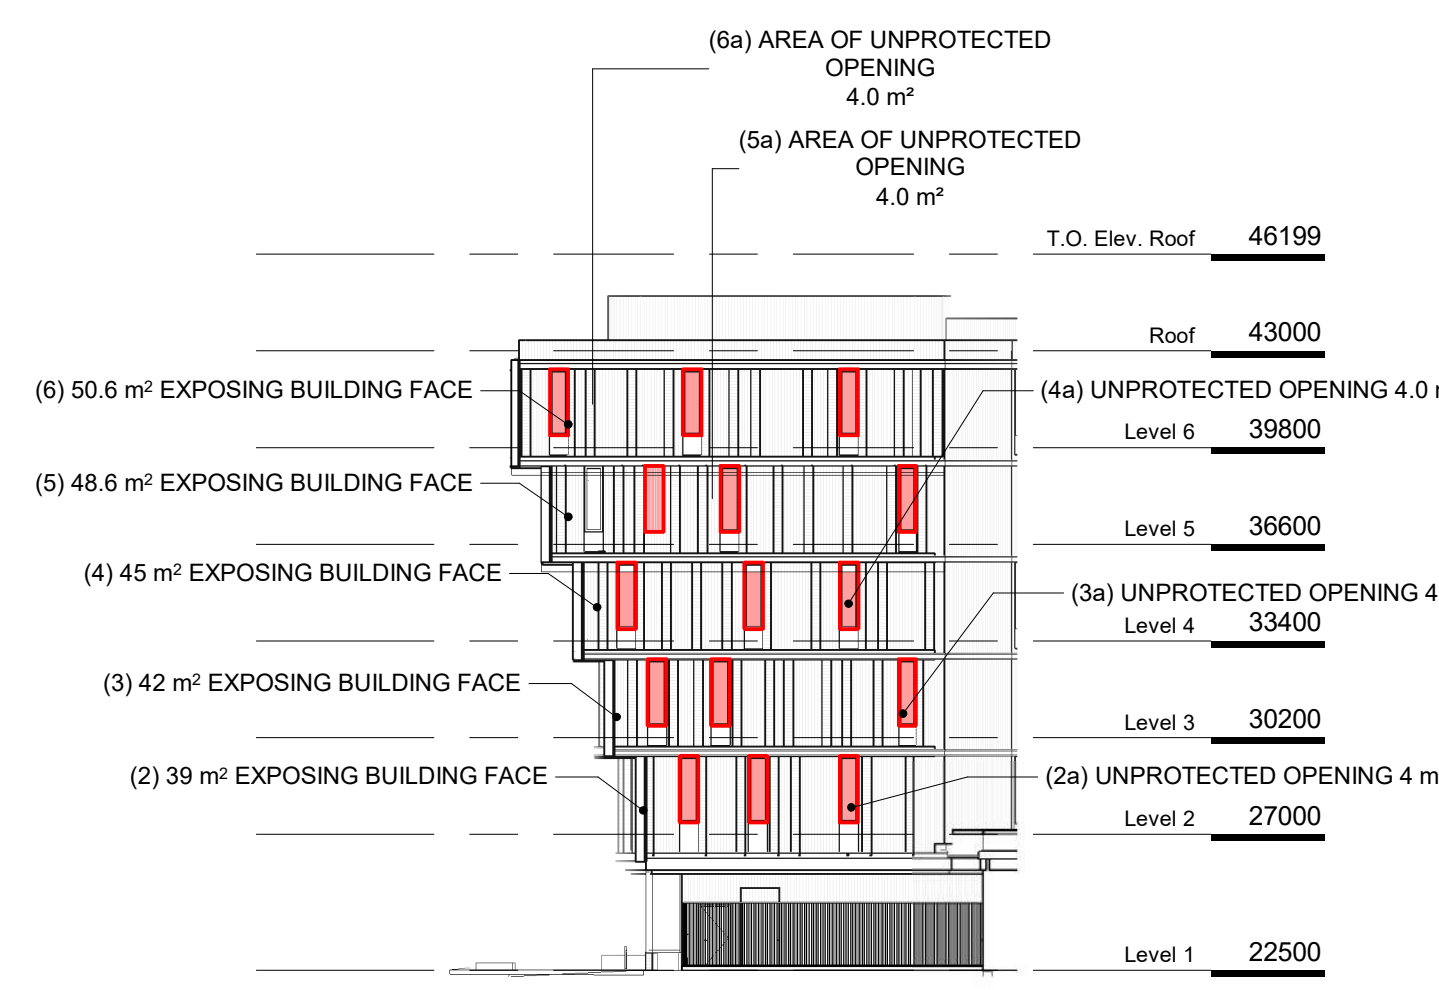 (6a) AREA OF UNPROTECTED
OPENING
4.0 m²
(5a) AREA OF UNPROTECTED
OPENING
4.0 m²
T.O. Elev. Roof 46199
Roof 43000
(6) 50.6 m² EXPOSING BUILDING FACE
(4a) UNPROTECTED OPENING 4.0
Level 6 39800
(5) 48.6 m² EXPOSING BUILDING FACE
Level 5 36600
(4) 45 m² EXPOSING BUILDING FACE
(3a) UNPROTECTED OPENING 4
Level 4 33400
(3) 42 m² EXPOSING BUILDING FACE
Level 3 30200
(2) 39 m² EXPOSING BUILDING FACE
(2a) UNPROTECTED OPENING 4 m
Level 2 27000
Level 1 22500